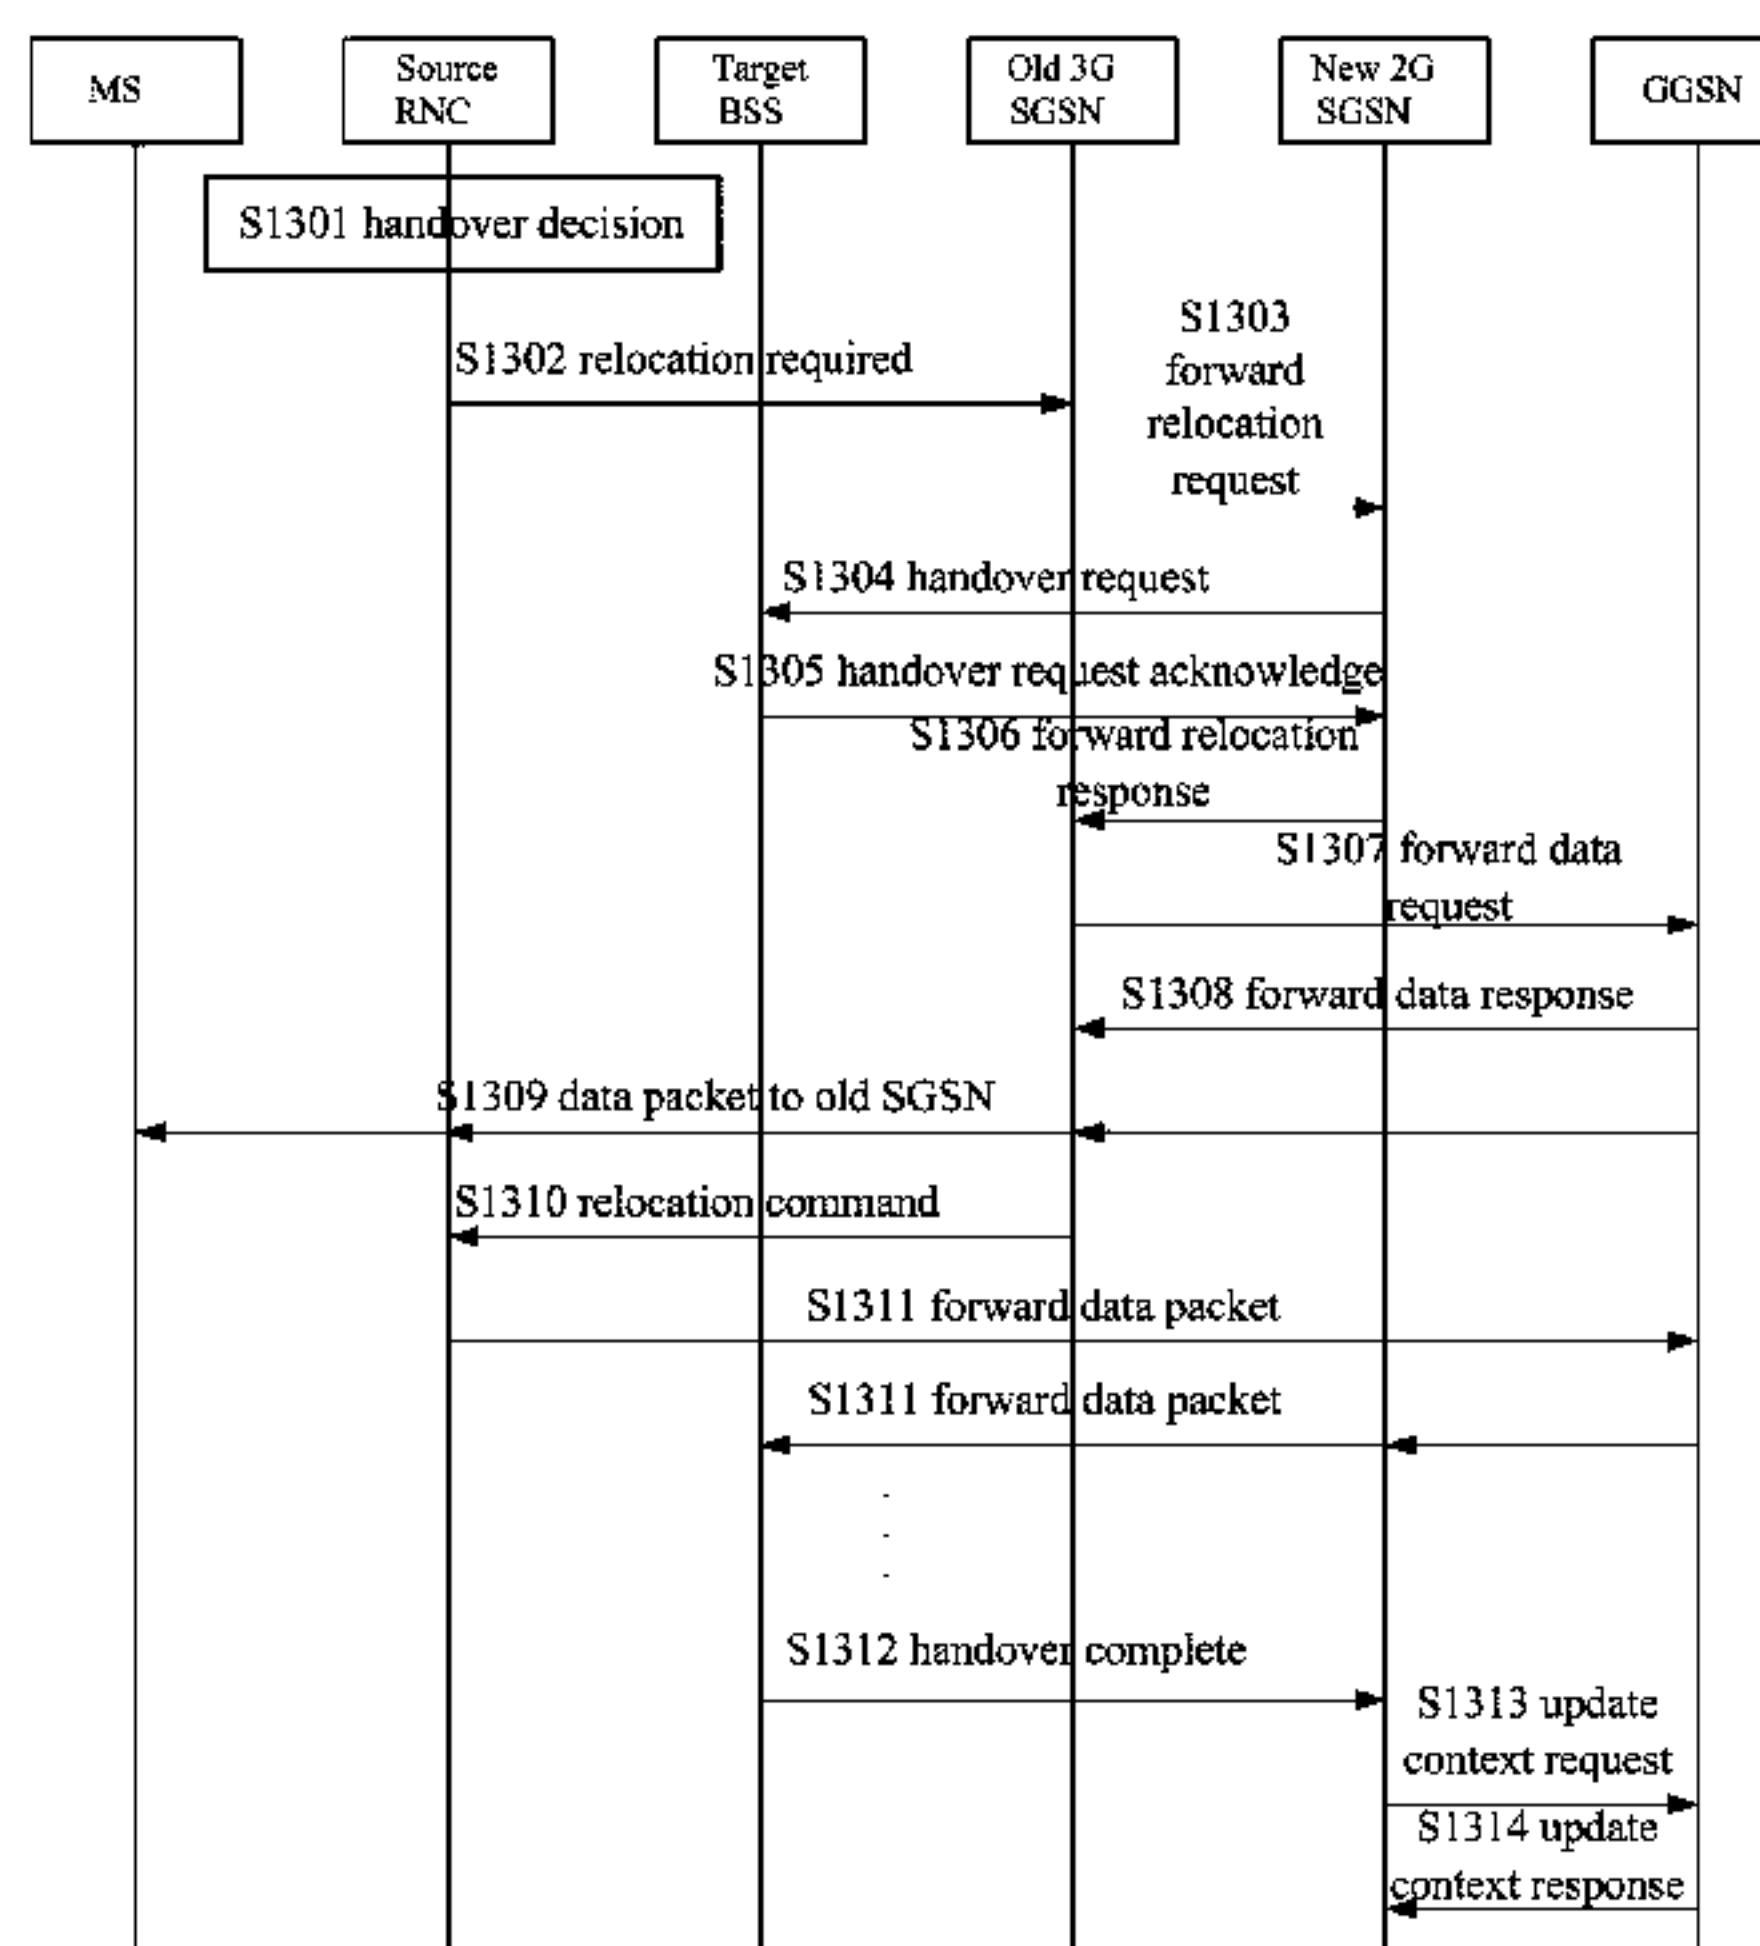 MS
Source
RNC
Target
BSS
Old 3G
SGSN
New 2G
SGSN
GGSN
S1301 handover decision
S1302 relocation required
S1303
forward
relocation
request
S1304 handover request
S1305 handover request acknowledge
S1306 forward relocation
response
S1307 forward data
request
S1308 forward data response
S1309 data packet to old SGSN
S1310 relocation command
S1311 forward data packet
S1311 forward data packet
S1312 handover complete
S1313 update
context request
S1314 update
context response